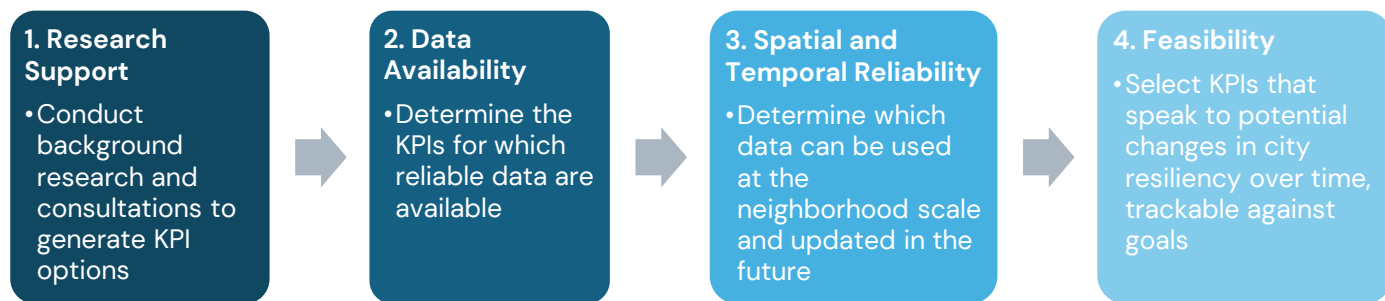 1. Research
Support
•Conduct
background
research and
consultations to
generate KPI
options
2. Data
Availability
•Determine the
KPIs for which
reliable data are
available
3. Spatial and
Temporal Reliability
•Determine which
data can be used
at the
neighborhood scale
and updated in the
future
4. Feasibility
•Select KPIs that
speak to potential
changes in city
resiliency over time,
trackable against
goals